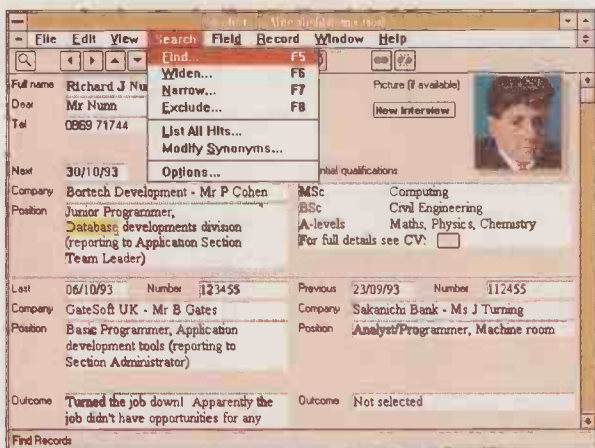 File Edit View Search Field Record Window Help
Find... F5
Widen... F6
Narrow... F7
Exclude... F8
List All Hits...
Modify Synonyms...
Options...
Full name Richard J Nu
Picture (if available)
Dear Mr Nunn
New Interview
Tel 0869 71744
Next 30/10/93
ntial qualifications
Company Bortech Development - Mr P Cohen
MSc Computing
Position Junior Programmer,
BSc Civil Engineering
Database developments division
A-levels Maths, Physics, Chemistry
(reporting to Application Section
For full details see CV:
Team Leader)
Last 06/10/93 Number 123455 Previous 23/09/93 Number 112455
Company GateSoft UK - Mr B Gates Company Sakanichi Bank - Ms J Turning
Position Basic Programmer, Application Position Analyst/Programmer, Machine room
development tools (reporting to
Section Administrator)
Outcome Turned the job down! Apparently the Outcome Not selected
job didn't have opportunities for any
Find Records